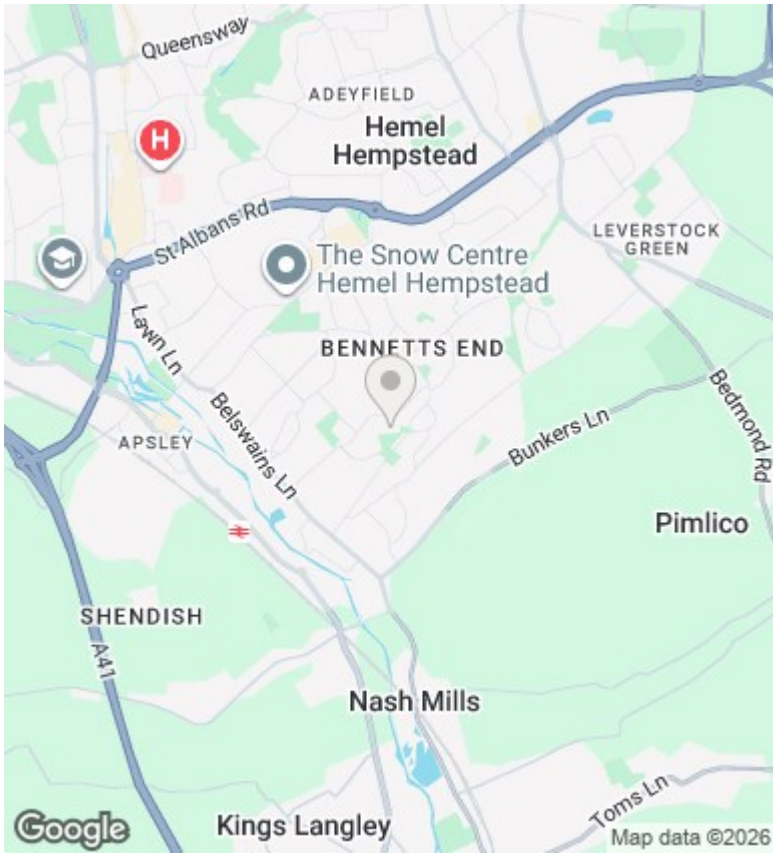 Queensway
ADEYFIELD
Hemel
Hempstead
H
St Albans Rd
LEVERSTOCK
GREEN
The Snow Centre
Hemel Hempstead
Lawn Ln
BENNETTS END
Bedmond Rd
Belswains Ln
APSLEY
Bunkers Ln
Pimlico
SHENDISH
A41
Nash Mills
Toms Ln
Kings Langley
Google
Map data ©2026